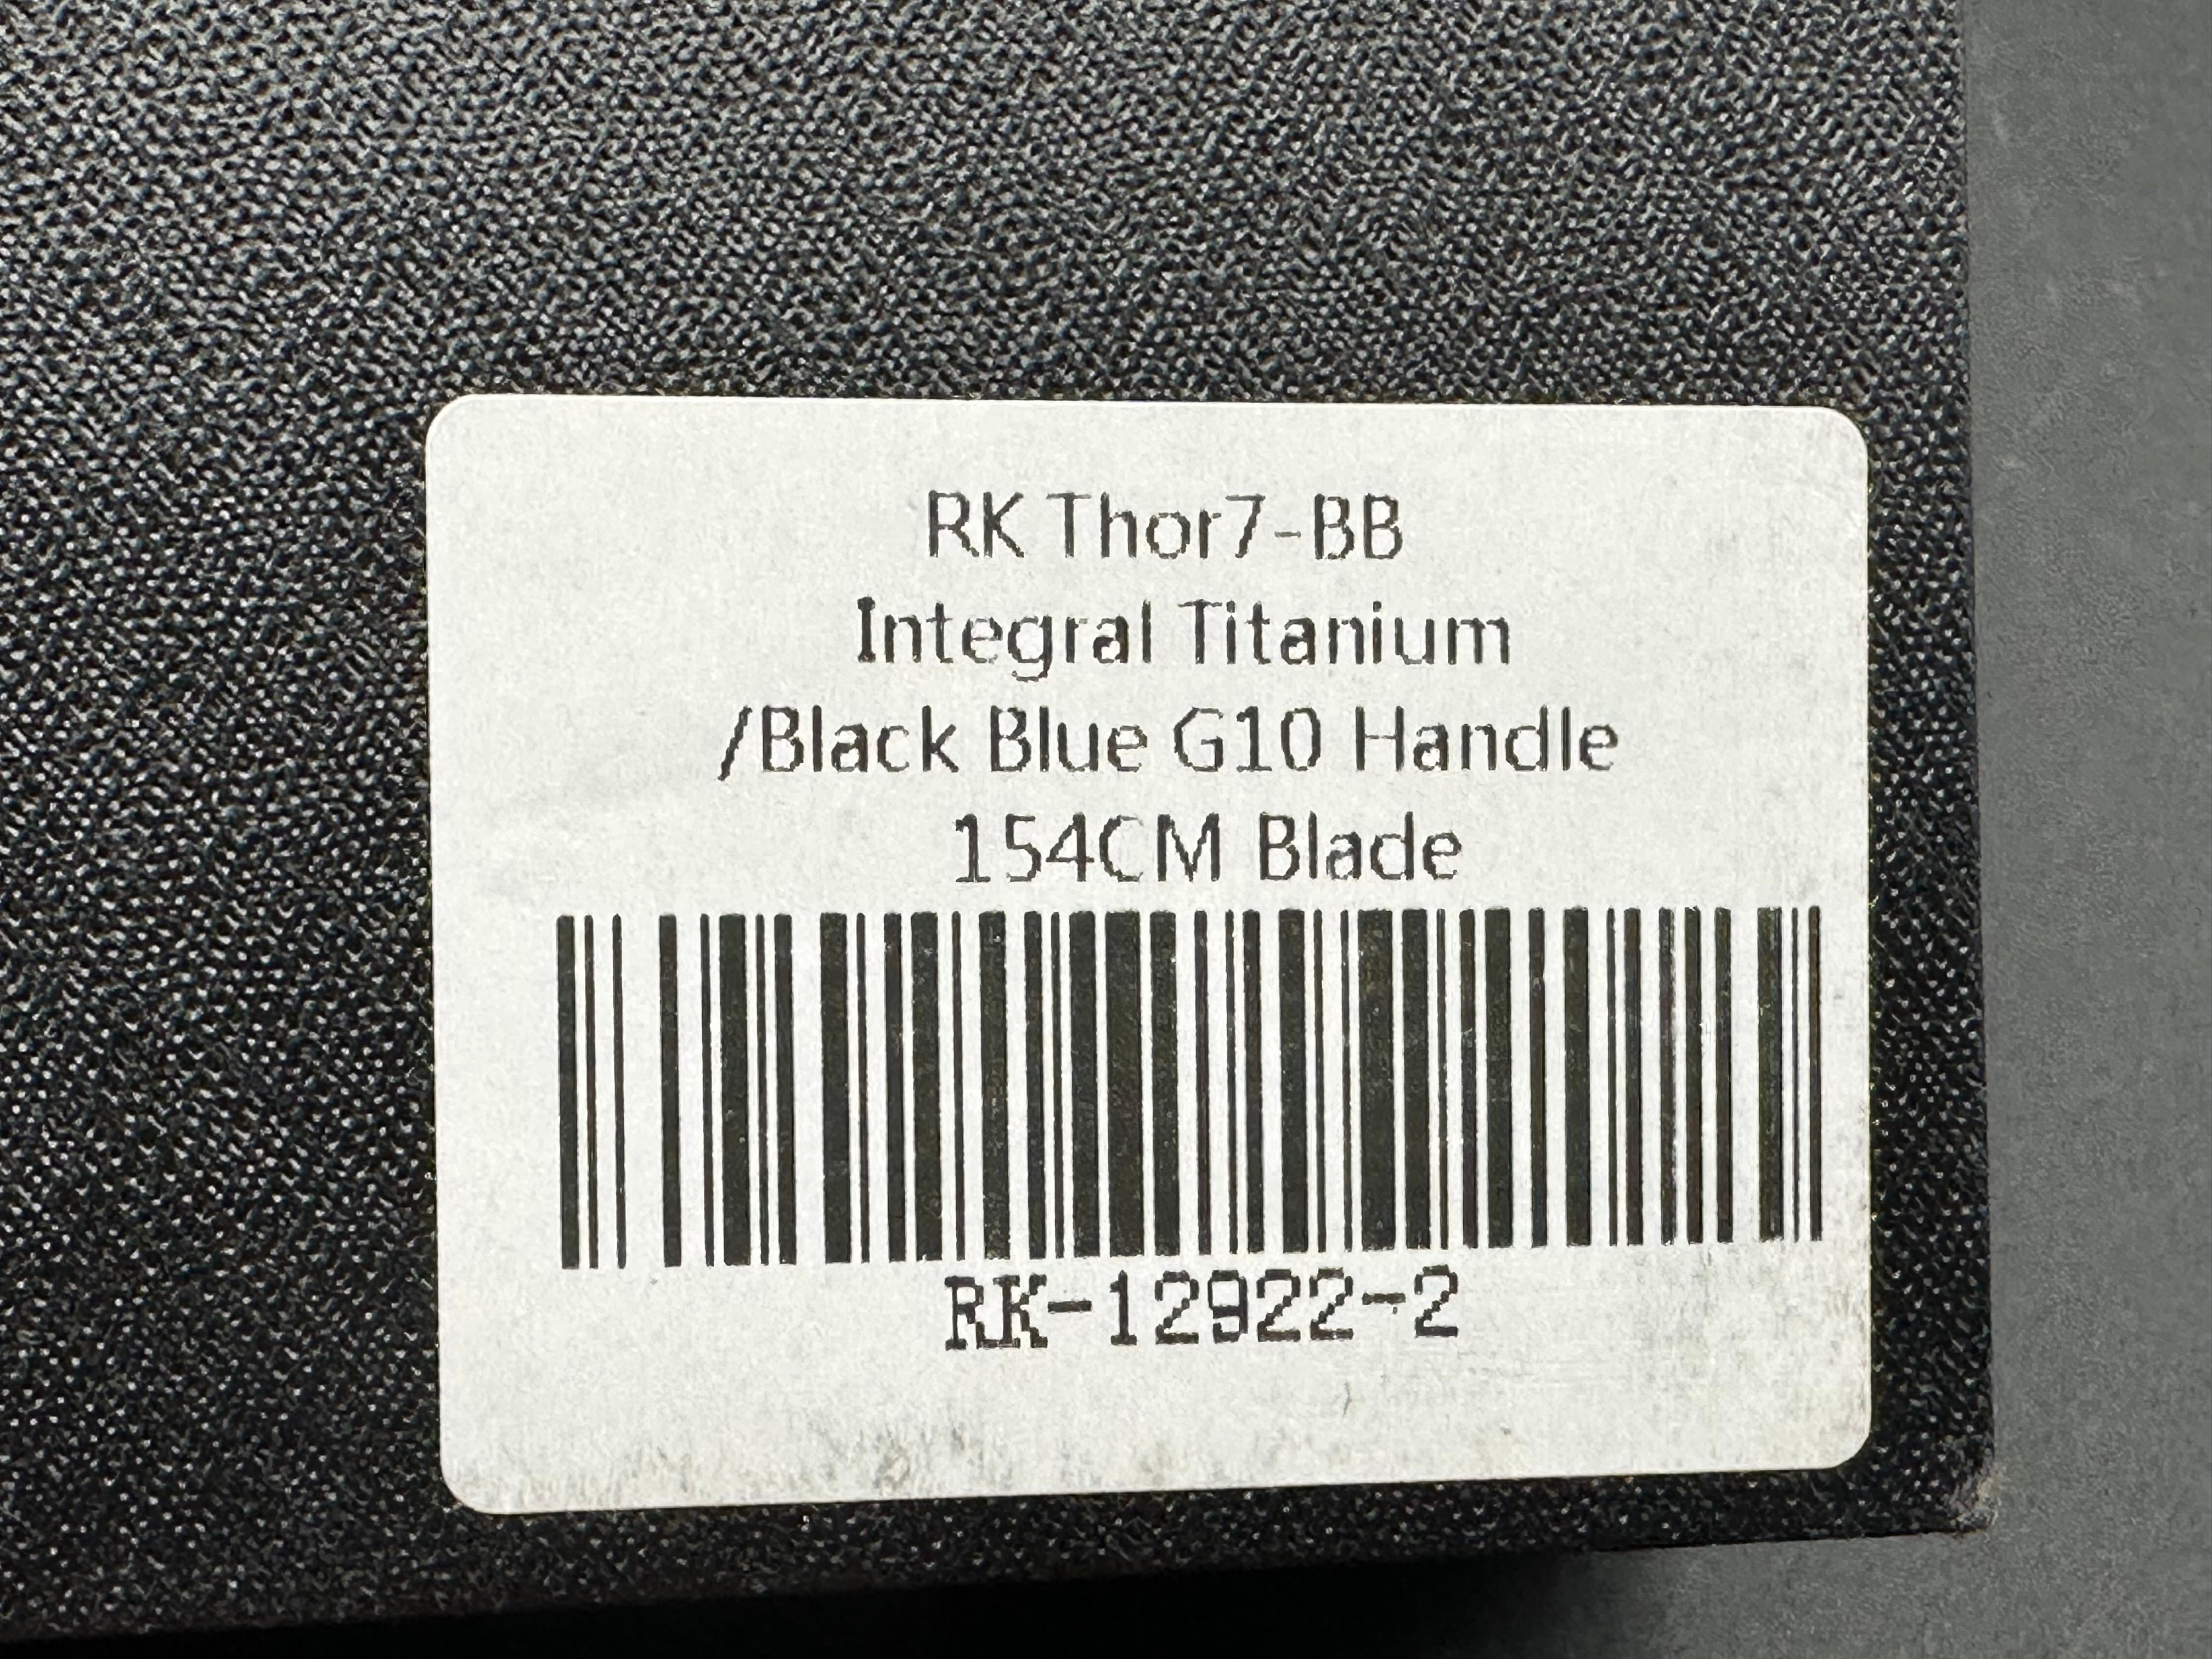 RK Thor7-BB
Integral Titanium
/Black Blue G10 Handle
154CM Blade
RK-12922-2